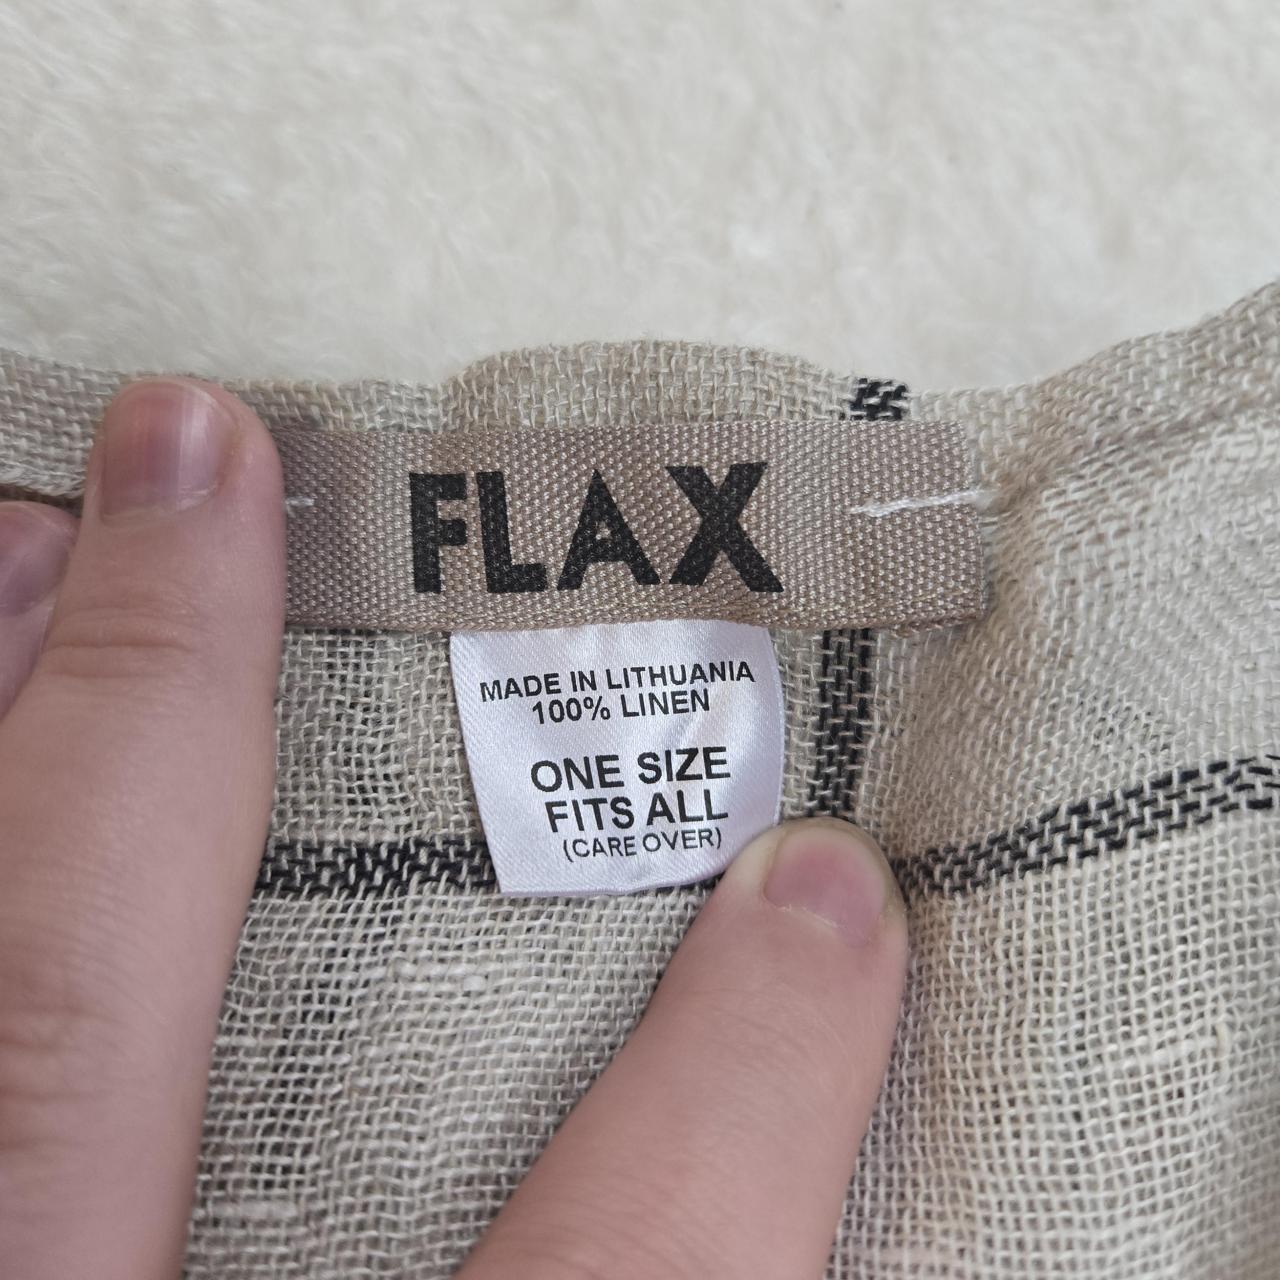 FLAX
MADE IN LITHUANIA
100% LINEN
ONE SIZE
FITS ALL
(CARE OVER)